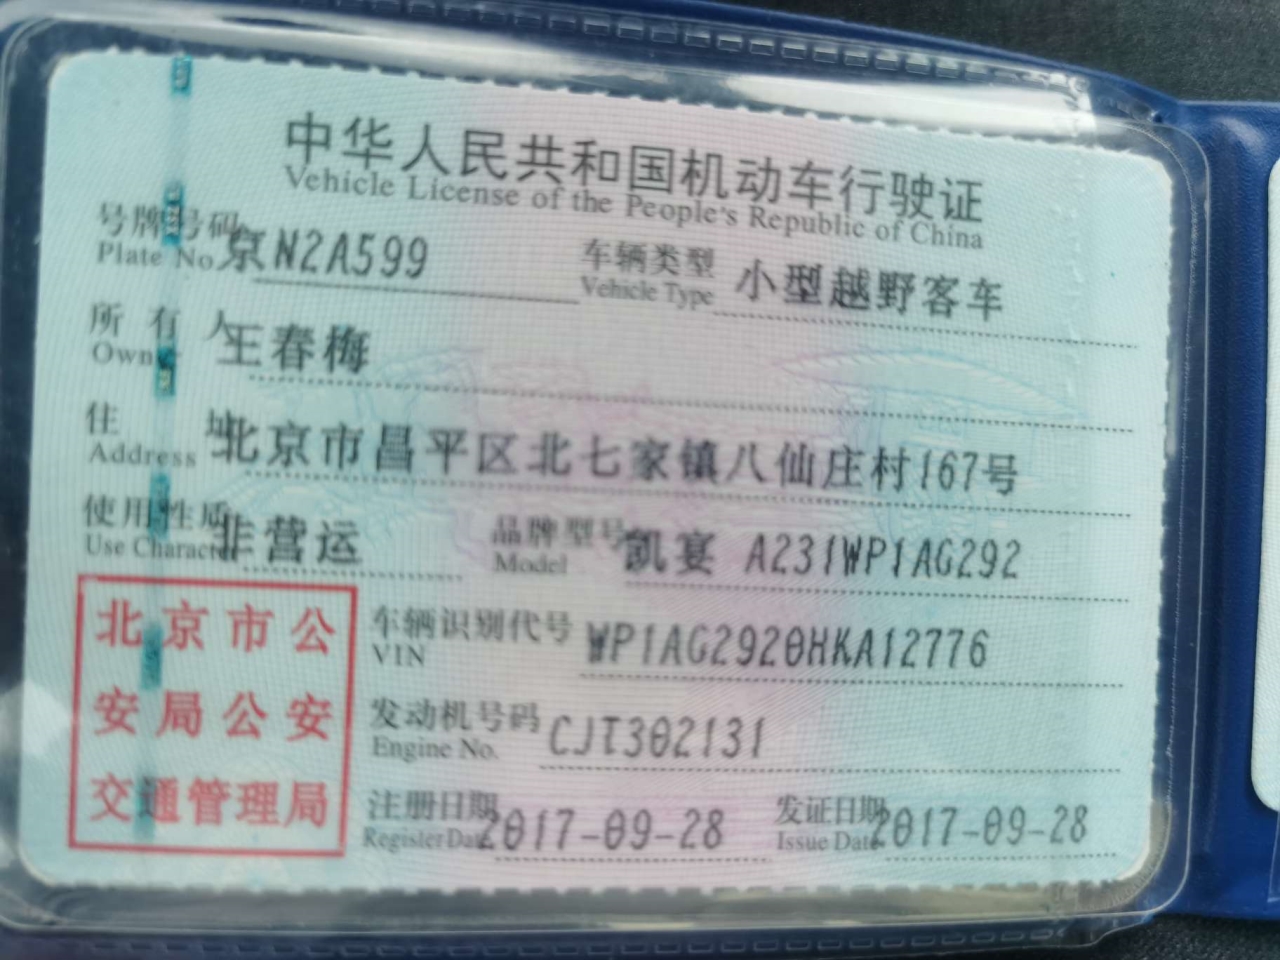 中华人民共和国机动车行驶证
Vehicle License of the People's Republic of China
号牌号码 京N2A599 车辆类型 小型越野客车
Plate No. Vehicle Type
所有人 王春梅
Owner
住址 北京市昌平区北七家镇八仙庄村167号
Address
使用性质 非营运 品牌型号 凯宴 A231WP1AG292
Use Character Model
北京市公
安局公安
交通管理局
车辆识别代号 WP1AG2920HKA12776
VIN
发动机号码 CJT302131
Engine No.
注册日期 2017-09-28 发证日期 2017-09-28
Register Date Issue Date